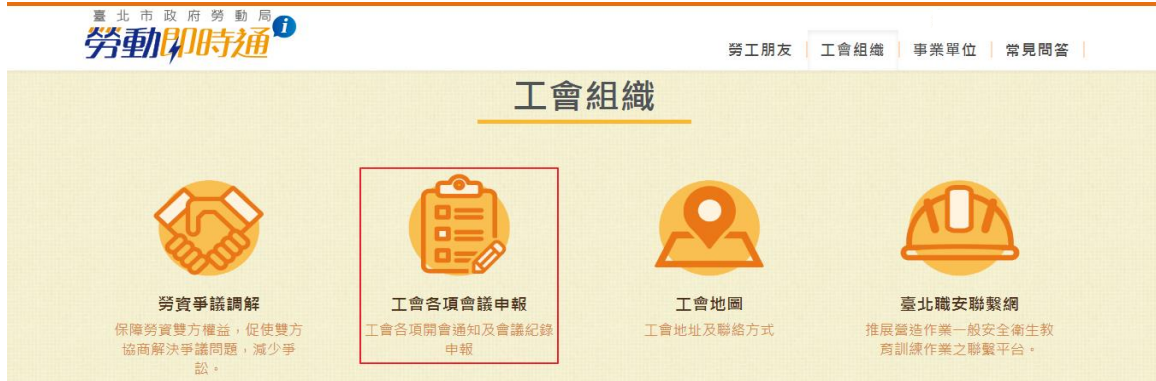 臺北市政府勞動局
勞動即時通
勞工朋友
工會組織
事業單位
常見問答
工會組織
勞資爭議調解
保障勞資雙方權益，促使雙方
協商解決爭議問題，減少爭
訟。
工會各項會議申報
工會各項開會通知及會議紀錄
申報
工會地圖
工會地址及聯絡方式
臺北職安聯繫網
推展營造作業一般安全衛生教
育訓練作業之聯繫平台。